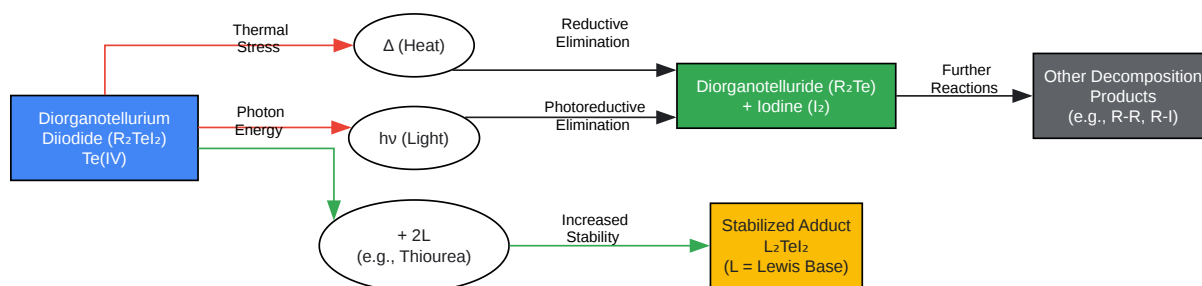 Thermal
Stress
Δ (Heat)
Reductive
Elimination
Diorganotellurium
Diiodide (R₂TeI₂)
Te(IV)
Photon
Energy
hν (Light)
Photoreductive
Elimination
Diorganotelluride (R₂Te)
+ Iodine (I₂)
Further
Reactions
Other Decomposition
Products
(e.g., R-R, R-I)
+ 2L
(e.g., Thiourea)
Increased
Stability
Stabilized Adduct
L₂TeI₂
(L = Lewis Base)